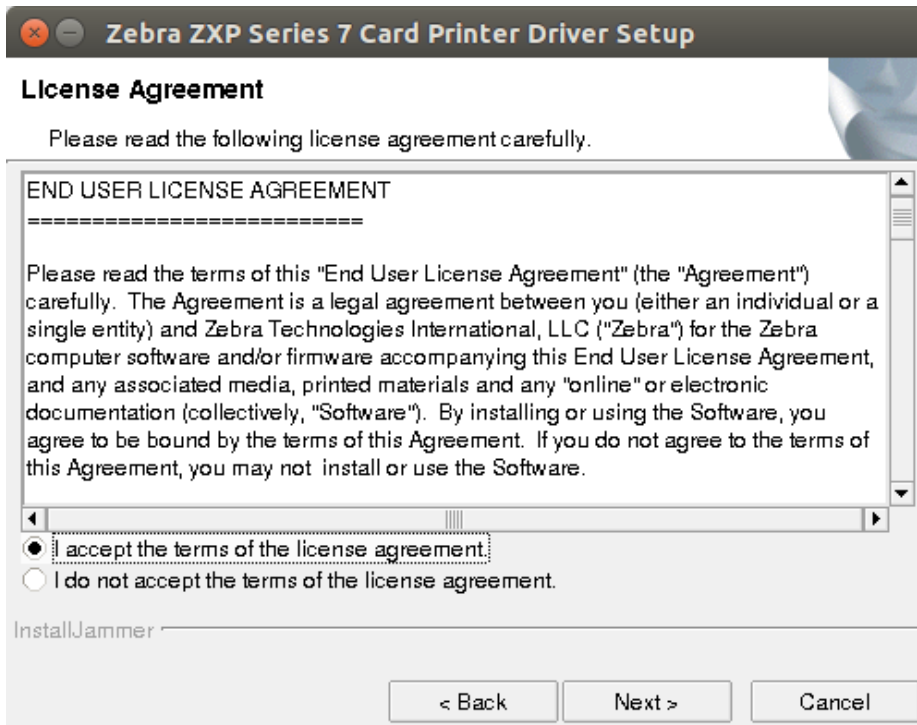 Zebra ZXP Series 7 Card Printer Driver Setup
License Agreement
Please read the following license agreement carefully.
END USER LICENSE AGREEMENT
==========================
Please read the terms of this "End User License Agreement" (the "Agreement")
carefully.  The Agreement is a legal agreement between you (either an individual or a
single entity) and Zebra Technologies International, LLC ("Zebra") for the Zebra
computer software and/or firmware accompanying this End User License Agreement,
and any associated media, printed materials and any "online" or electronic
documentation (collectively, "Software").  By installing or using the Software, you
agree to be bound by the terms of this Agreement.  If you do not agree to the terms of
this Agreement, you may not  install or use the Software.
I accept the terms of the license agreement.
I do not accept the terms of the license agreement.
InstallJammer
< Back
Next >
Cancel